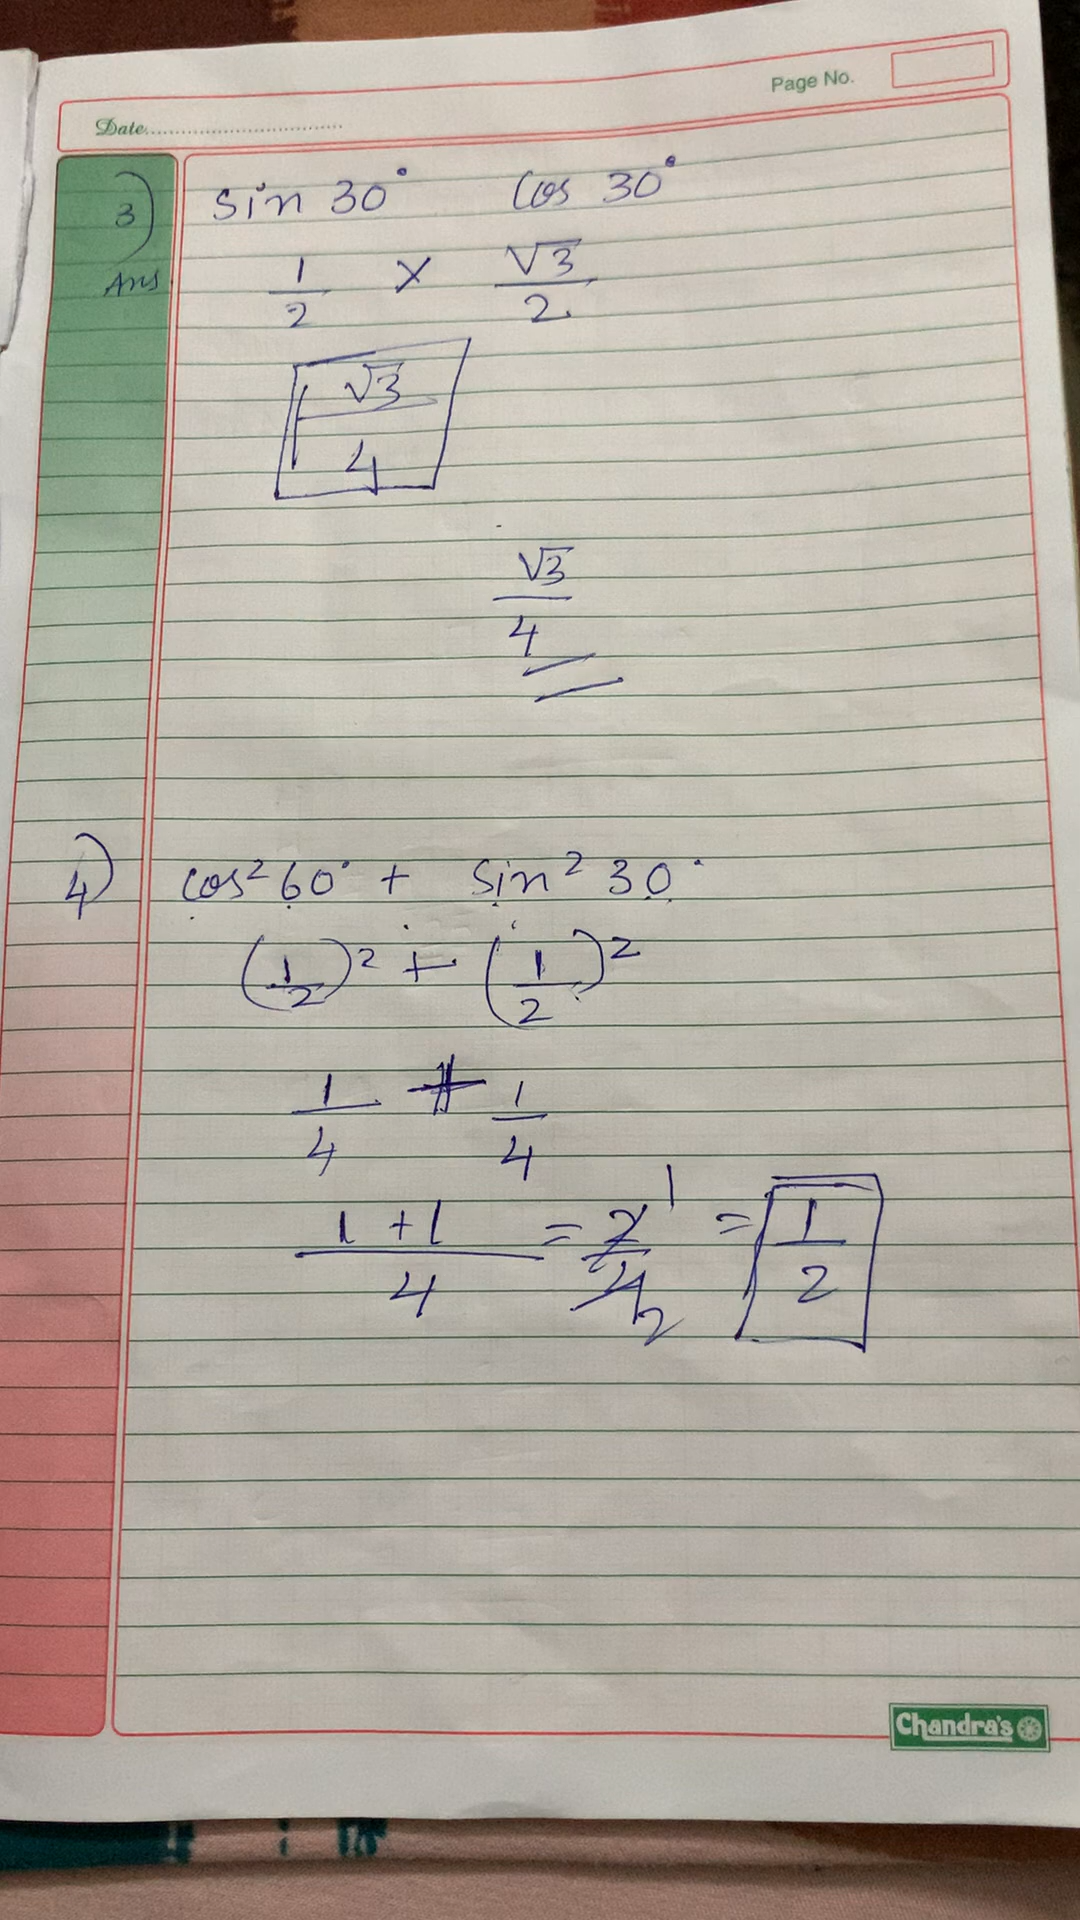 Page No.
Date
3) sin 30° cos 30°
Ans 1/2 × √3/2
√3/4
√3/4
4) cos² 60° + sin² 30°
(1/2)² + (1/2)²
1/4 + 1/4
1+1/4 = 2/4 1 2 = 1/2
Chandra's